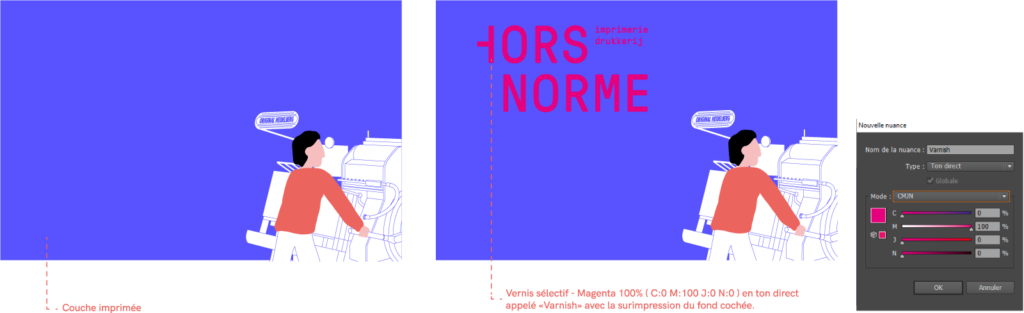 ORIGINAL HEIDELBERG
Couche imprimée
HORS
imprimerie
drukkerij
NORME
ORIGINAL HEIDELBERG
Vernis sélectif - Magenta 100% ( C:0 M:100 J:0 N:0 ) en ton direct
appelé «Varnish» avec la surimpression du fond cochée.
Nouvelle nuance
Nom de la nuance : Varnish
Type : Ton direct
Globale
Mode : CMJN
C 0 %
M 100 %
J 0 %
N 0 %
OK Annuler